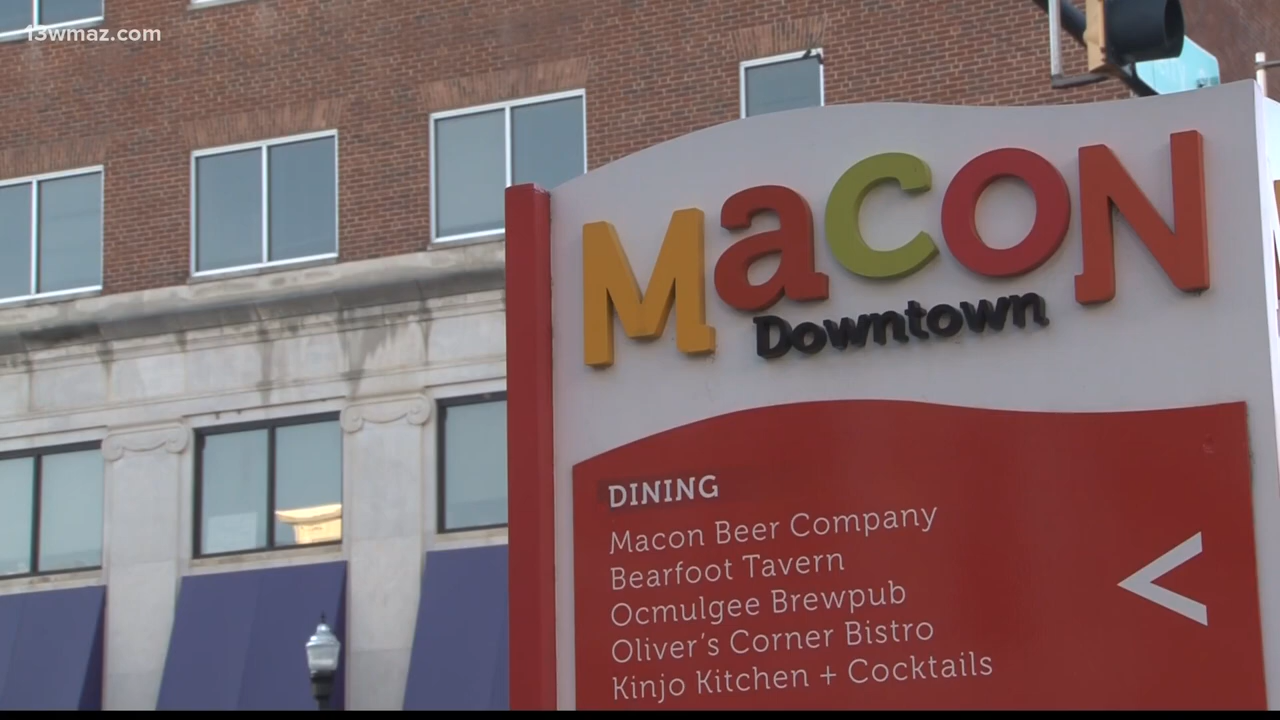 13wmaz.com
MaCON
Downtown
DINING
Macon Beer Company
Bearfoot Tavern
Ocmulgee Brewpub
Oliver's Corner Bistro
Kinjo Kitchen + Cocktails